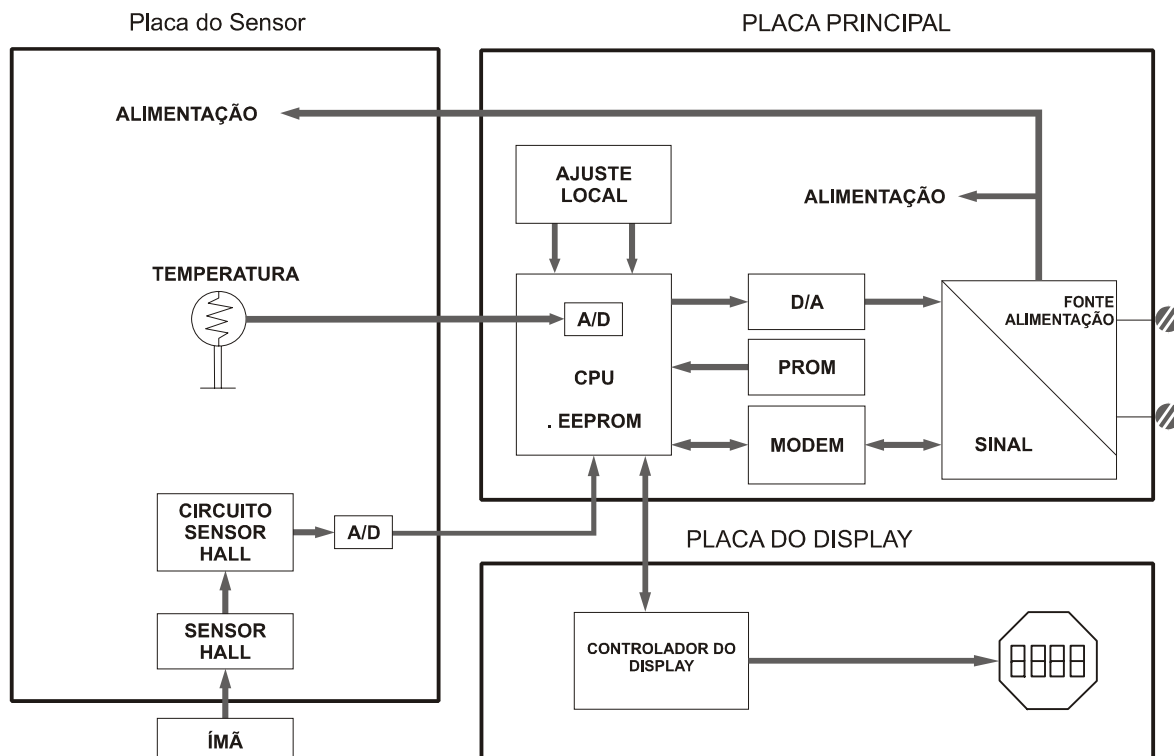 Placa do Sensor
PLACA PRINCIPAL
ALIMENTAÇÃO
AJUSTE
LOCAL
ALIMENTAÇÃO
TEMPERATURA
A/D
CPU
. EEPROM
D/A
PROM
MODEM
FONTE
ALIMENTAÇÃO
SINAL
CIRCUITO
SENSOR
HALL
A/D
SENSOR
HALL
ÍMÃ
PLACA DO DISPLAY
CONTROLADOR DO
DISPLAY
8888